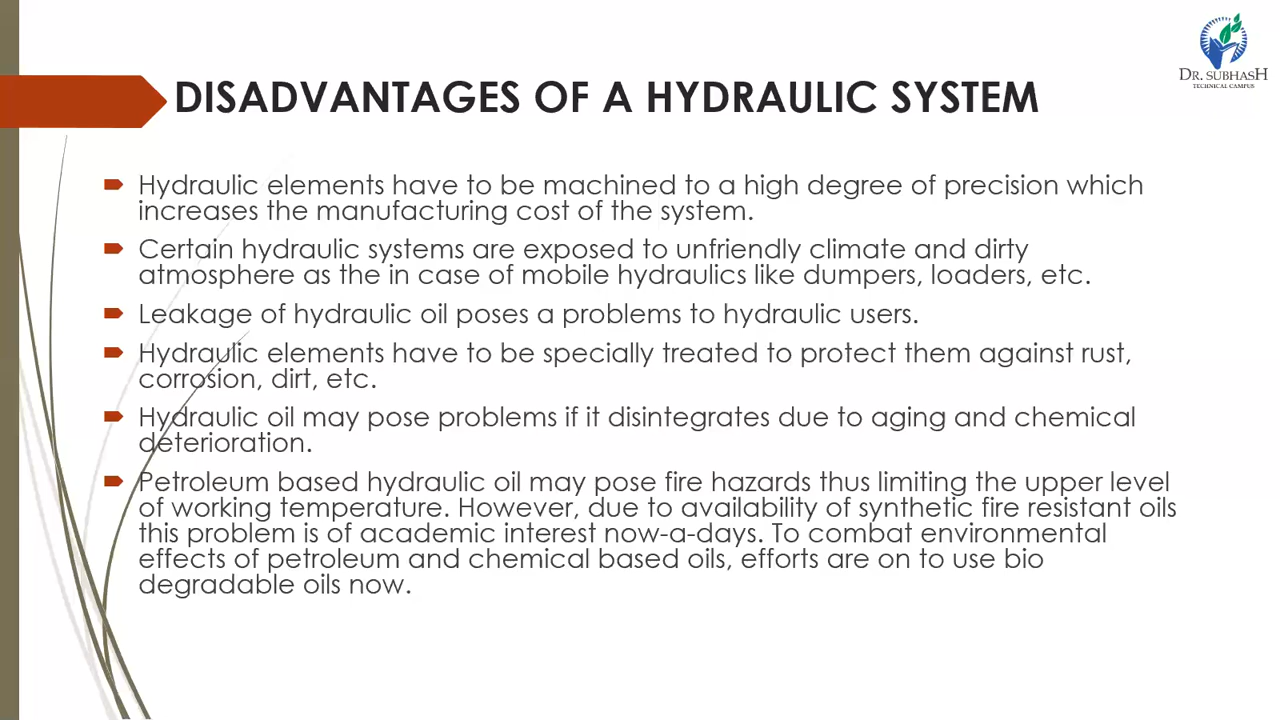 DR. SUBHASH
TECHNICAL CAMPUS
DISADVANTAGES OF A HYDRAULIC SYSTEM
Hydraulic elements have to be machined to a high degree of precision which
increases the manufacturing cost of the system.
Certain hydraulic systems are exposed to unfriendly climate and dirty
atmosphere as the in case of mobile hydraulics like dumpers, loaders, etc.
Leakage of hydraulic oil poses a problems to hydraulic users.
Hydraulic elements have to be specially treated to protect them against rust,
corrosion, dirt, etc.
Hydraulic oil may pose problems if it disintegrates due to aging and chemical
deterioration.
Petroleum based hydraulic oil may pose fire hazards thus limiting the upper level
of working temperature. However, due to availability of synthetic fire resistant oils
this problem is of academic interest now-a-days. To combat environmental
effects of petroleum and chemical based oils, efforts are on to use bio
degradable oils now.